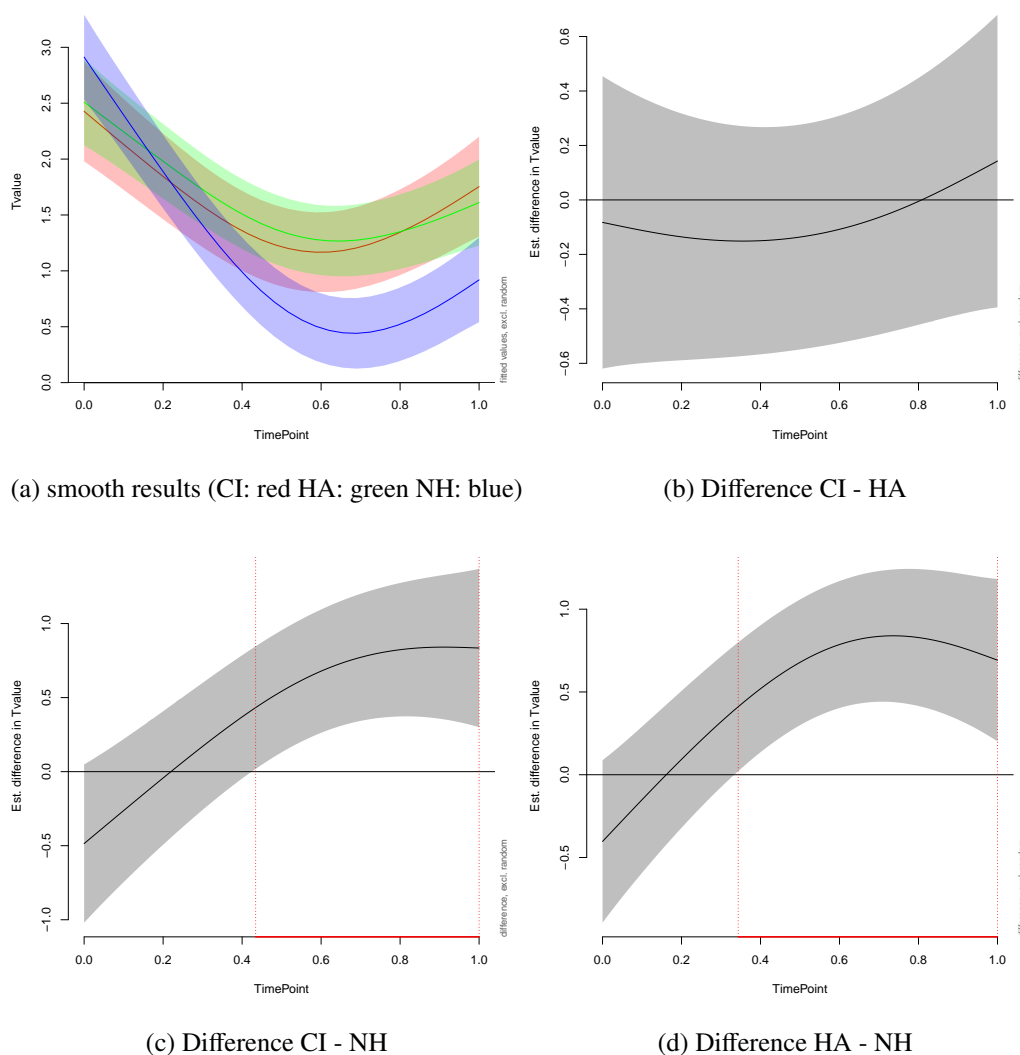 3.0
2.5
2.0
1.5
1.0
0.5
0.0
Tvalue
0.0 0.2 0.4 0.6 0.8 1.0
TimePoint
fitted values, excl. random
0.6
0.4
0.2
0.0
−0.2
−0.4
−0.6
Est. difference in Tvalue
0.0 0.2 0.4 0.6 0.8 1.0
TimePoint
(a) smooth results (CI: red HA: green NH: blue)
(b) Difference CI - HA
1.0
0.5
0.0
−0.5
−1.0
Est. difference in Tvalue
0.0 0.2 0.4 0.6 0.8 1.0
TimePoint
difference, excl. random
1.0
0.5
0.0
−0.5
Est. difference in Tvalue
0.0 0.2 0.4 0.6 0.8 1.0
TimePoint
(c) Difference CI - NH
(d) Difference HA - NH